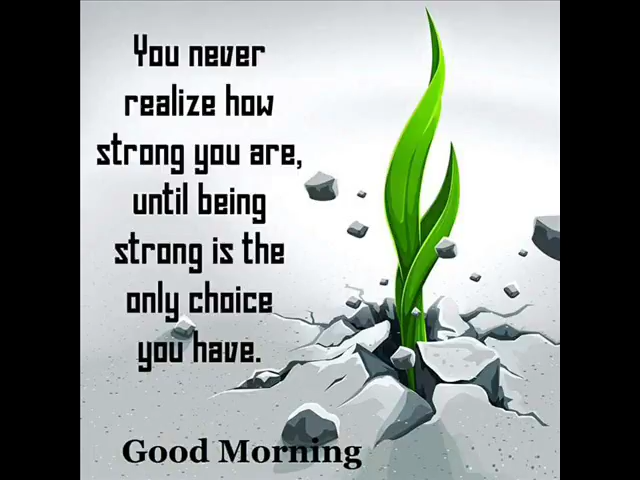 You never
realize how
strong you are,
until being
strong is the
only choice
you have.
Good Morning